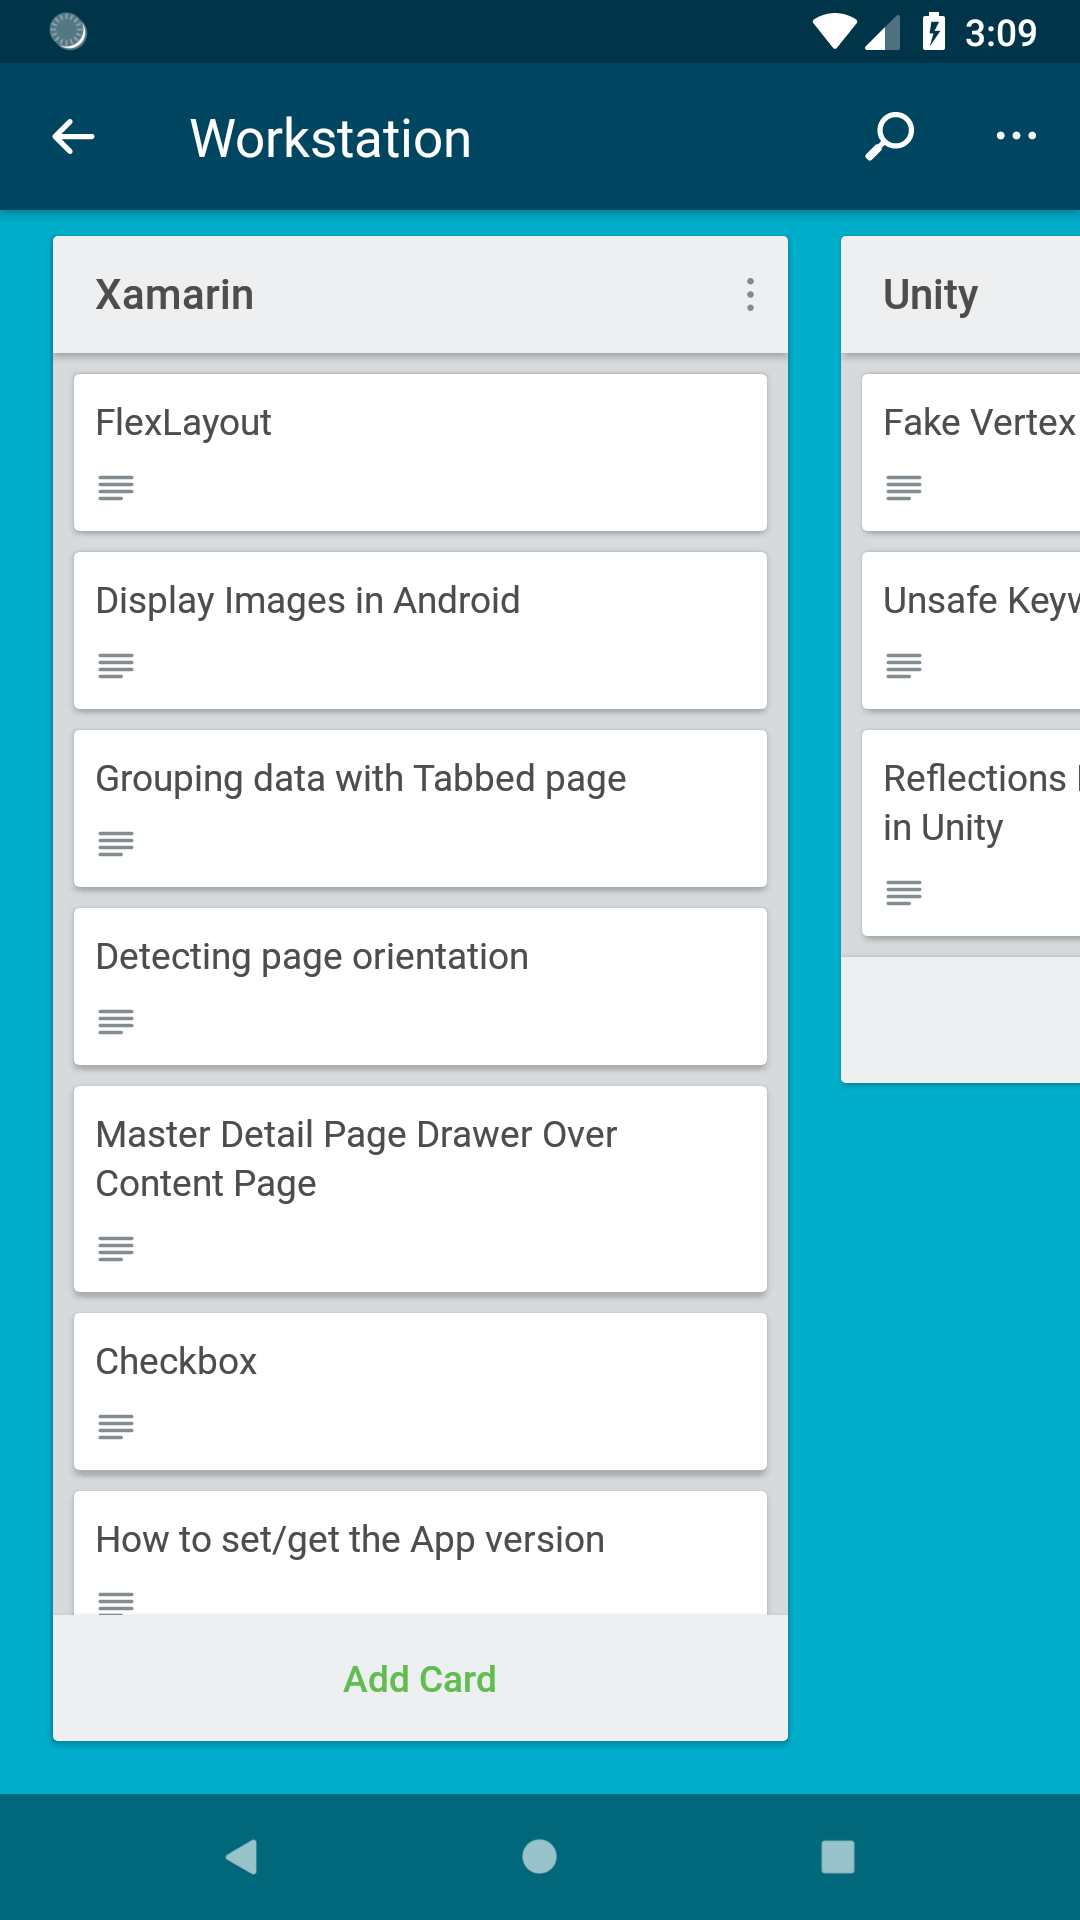 3:09
Workstation
Xamarin
FlexLayout
Display Images in Android
Grouping data with Tabbed page
Detecting page orientation
Master Detail Page Drawer Over
Content Page
Checkbox
How to set/get the App version
Add Card
Unity
Fake Vertex
Unsafe
Reflections
in Unity